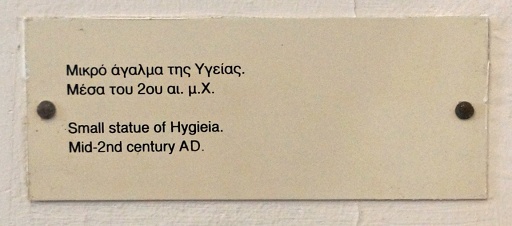 Μικρό άγαλμα της Υγείας.
Μέσα του 2ου αι. μ.Χ.
Small statue of Hygieia.
Mid-2nd century AD.